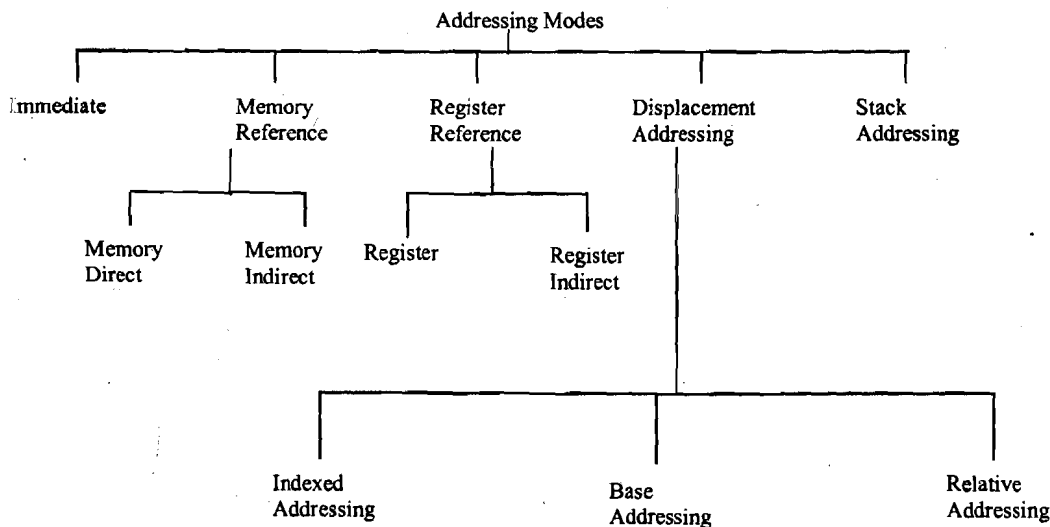 Addressing Modes
Immediate
Memory
Reference
Register
Reference
Displacement
Addressing
Stack
Addressing
Memory
Direct
Memory
Indirect
Register
Register
Indirect
Indexed
Addressing
Base
Addressing
Relative
Addressing